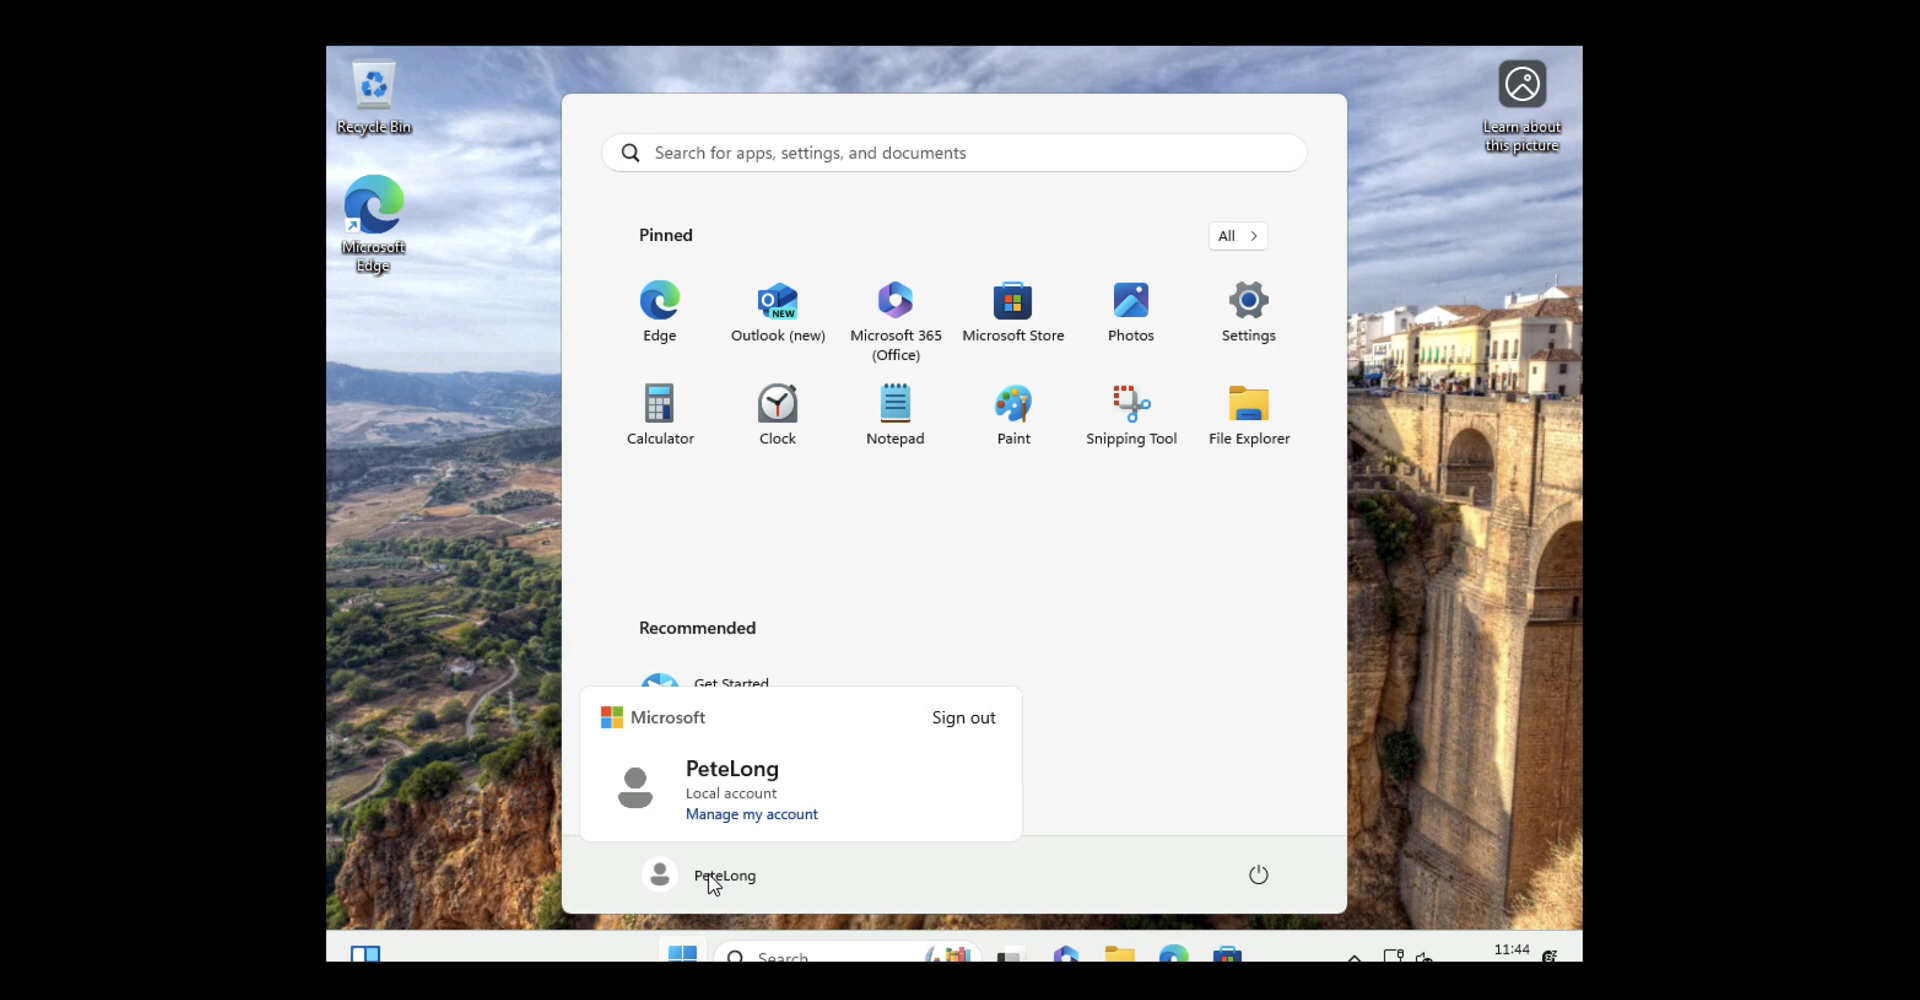 Recycle Bin
Microsoft
Edge
Learn about
this picture
Search for apps, settings, and documents
Pinned
All
Edge
Outlook (new)
Microsoft 365
(Office)
Microsoft Store
Photos
Settings
NEW
Calculator
Clock
Notepad
Paint
Snipping Tool
File Explorer
Recommended
Get Started
Microsoft
Sign out
PeteLong
Local account
Manage my account
PeteLong
Search
11:44